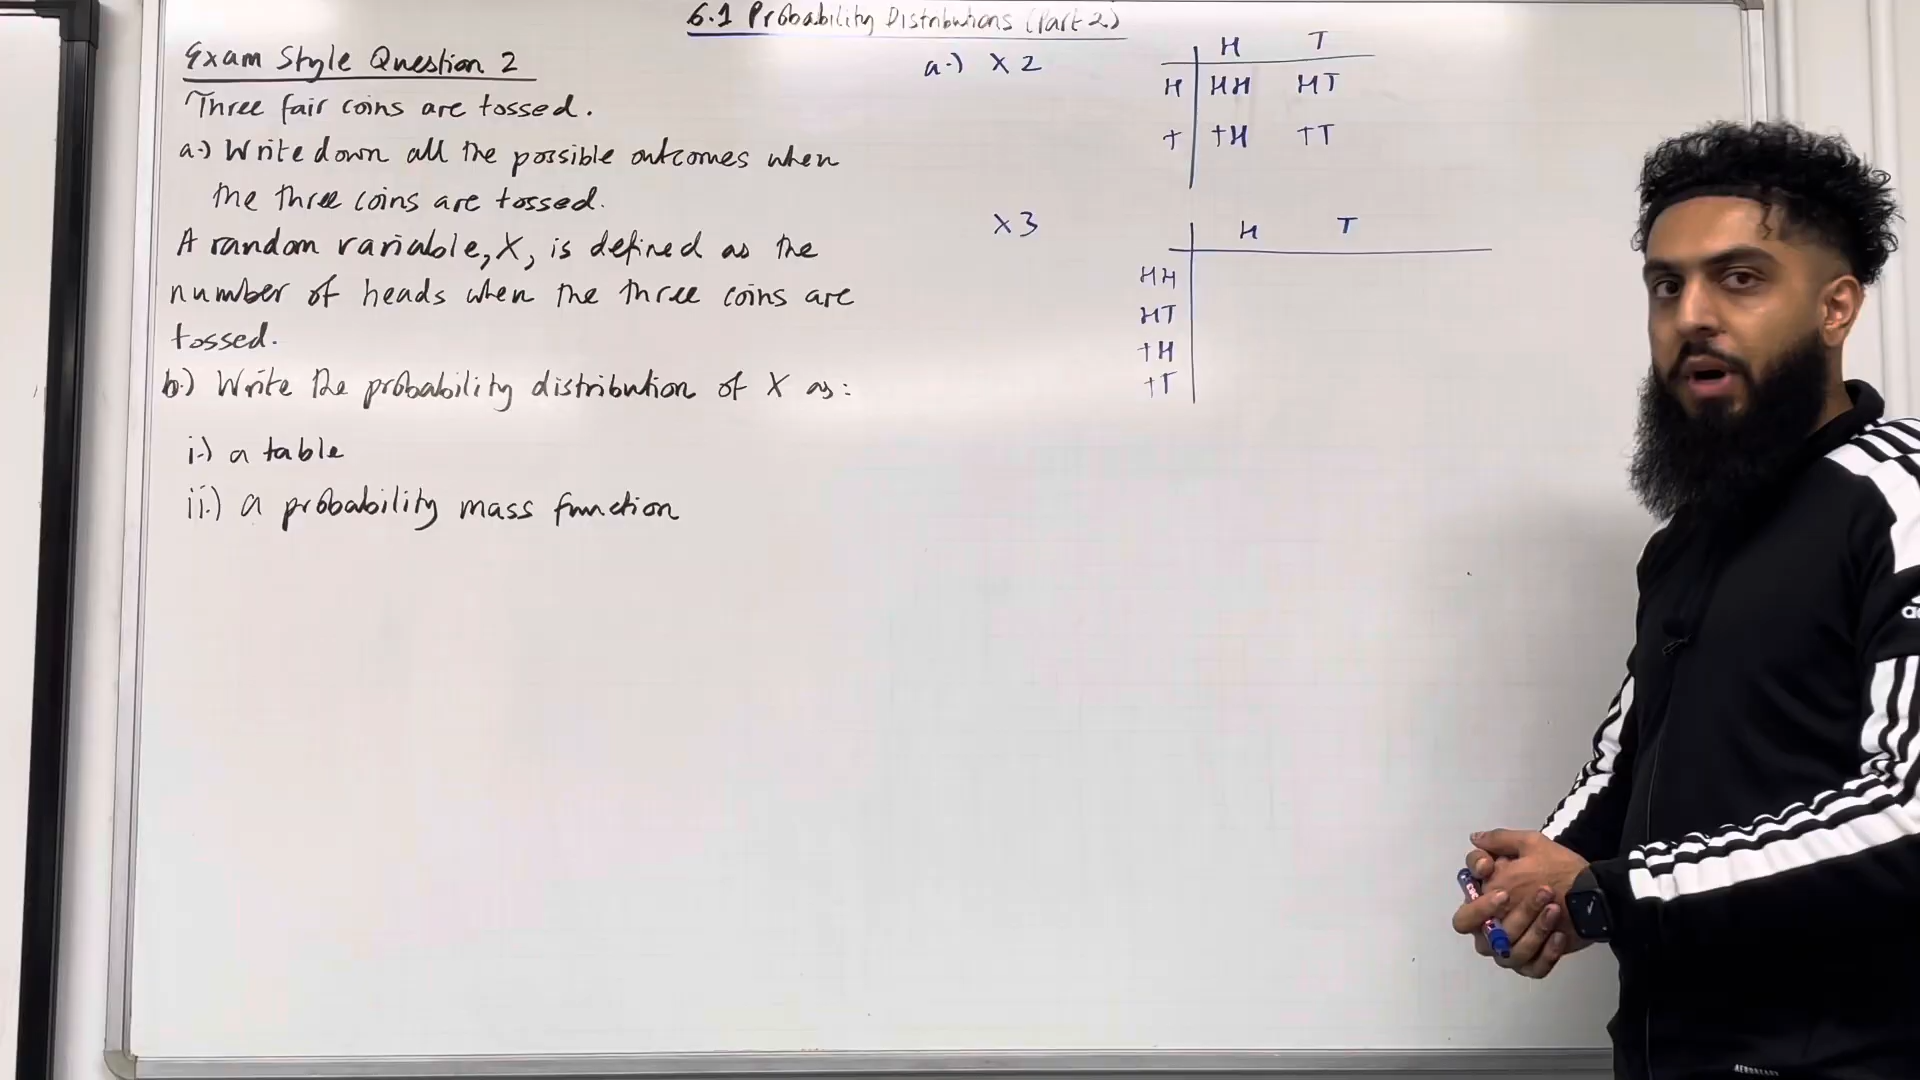 6.1 Probability Distributions (Part 2)
Exam Style Question 2
Three fair coins are tossed.
a.) Write down all the possible outcomes when
the three coins are tossed.
A random variable, X, is defined as the
number of heads when the three coins are
tossed.
b.) Write the probability distribution of X as:
i.) a table
ii.) a probability mass function
a.) X 2
H T
H HH HT
T TH TT
X 3
H T
HH
HT
TH
TT
AEROREADY